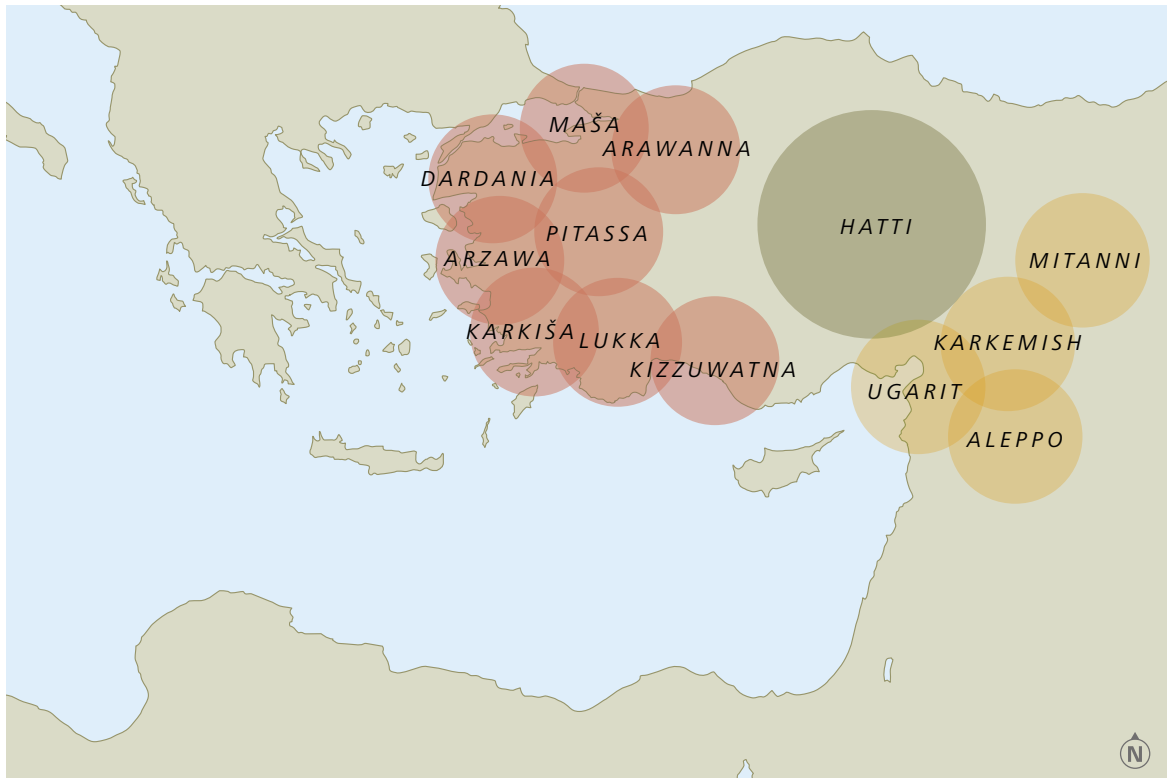 MAŠA
ARAWANNA
DARDANIA
PITASSA
HATTI
ARZAWA
MITANNI
KARKIŠA
LUKKA
KARKEMISH
KIZZUWATNA
UGARIT
ALEPPO
N